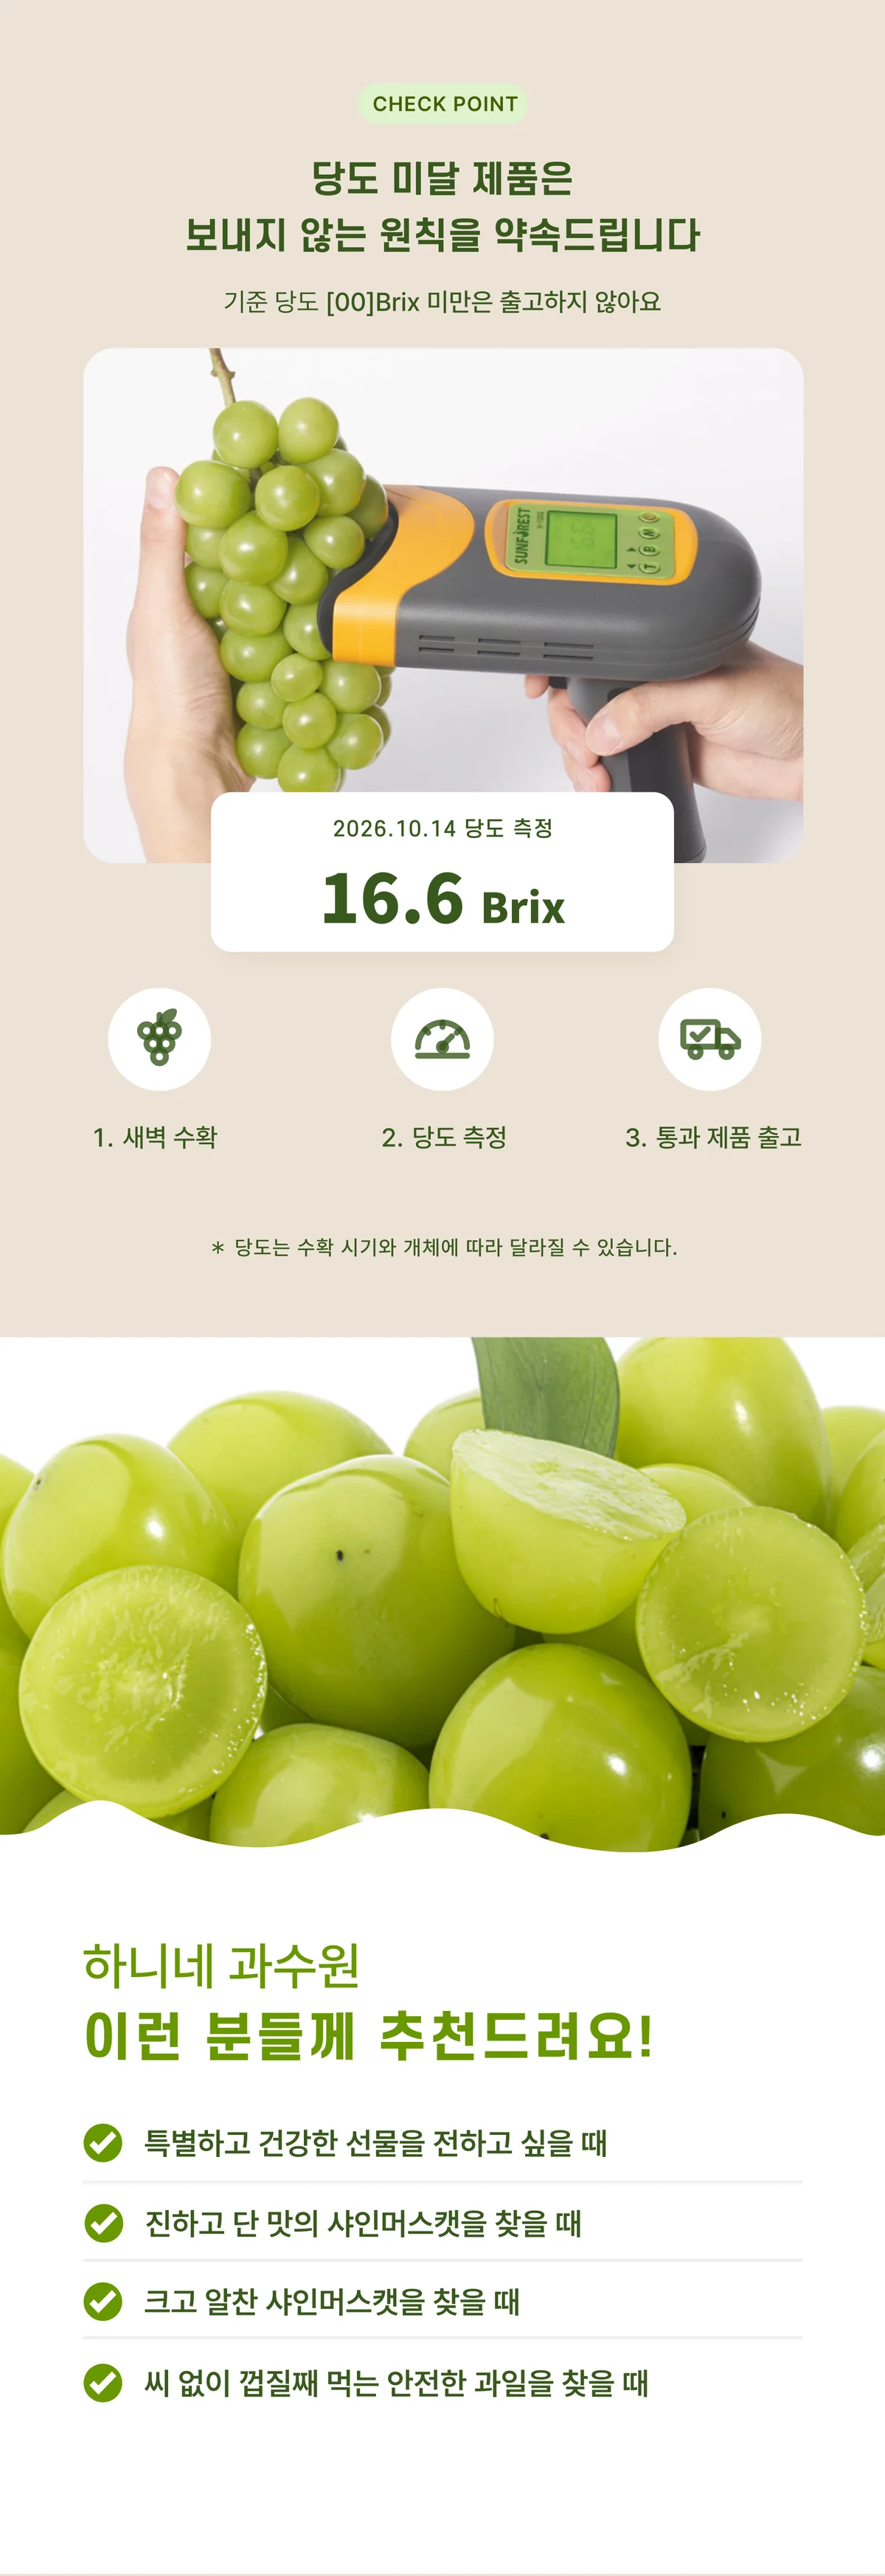 CHECK POINT
당도 미달 제품은
보내지 않는 원칙을 약속드립니다
기준 당도 [00]Brix 미만은 출고하지 않아요
SUNFOREST
H-100G
T B M
2026.10.14 당도 측정
16.6 Brix
1. 새벽 수확
2. 당도 측정
3. 통과 제품 출고
* 당도는 수확 시기와 개체에 따라 달라질 수 있습니다.
하니네 과수원
이런 분들께 추천드려요!
특별하고 건강한 선물을 전하고 싶을 때
진하고 단 맛의 샤인머스캣을 찾을 때
크고 알찬 샤인머스캣을 찾을 때
씨 없이 껍질째 먹는 안전한 과일을 찾을 때